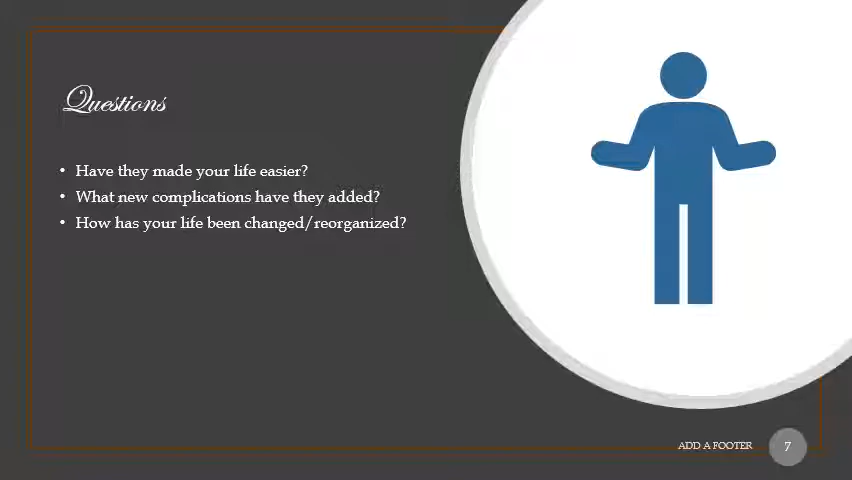 Questions
• Have they made your life easier?
• What new complications have they added?
• How has your life been changed/reorganized?
ADD A FOOTER
7